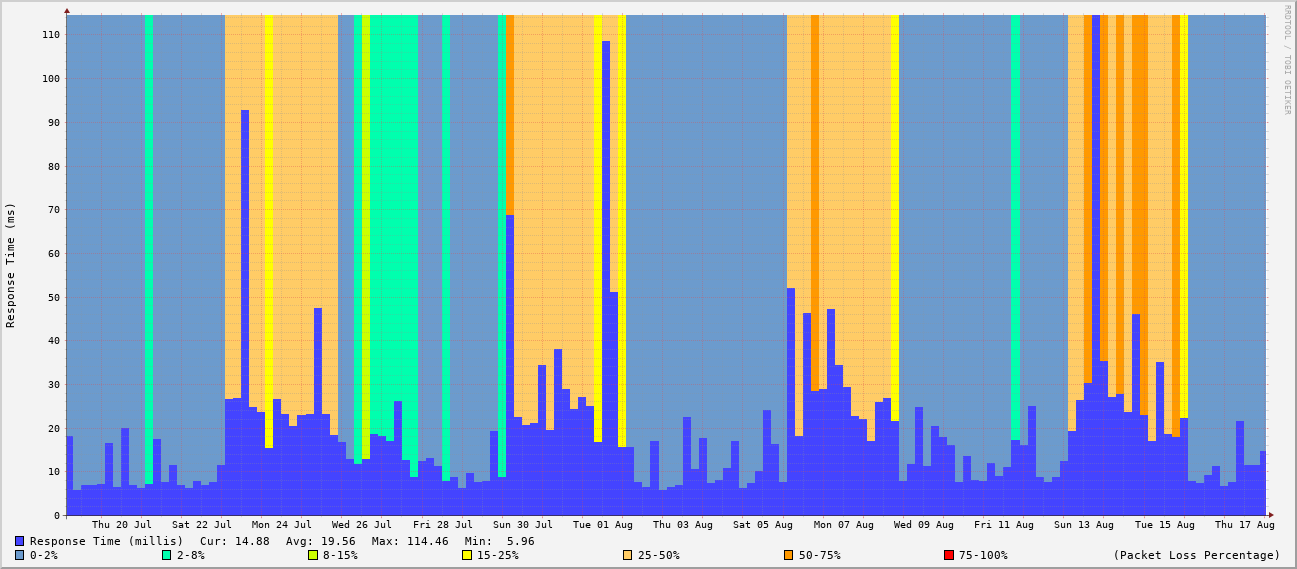 RRDTOOL / TOBI OETIKER
Response Time (ms)
110
100
90
80
70
60
50
40
30
20
10
0
Thu 20 Jul Sat 22 Jul Mon 24 Jul Wed 26 Jul Fri 28 Jul Sun 30 Jul Tue 01 Aug Thu 03 Aug Sat 05 Aug Mon 07 Aug Wed 09 Aug Fri 11 Aug Sun 13 Aug Tue 15 Aug Thu 17 Aug
Response Time (millis) Cur: 14.88 Avg: 19.56 Max: 114.46 Min: 5.96
0-2% 2-8% 8-15% 15-25% 25-50% 50-75% 75-100% (Packet Loss Percentage)